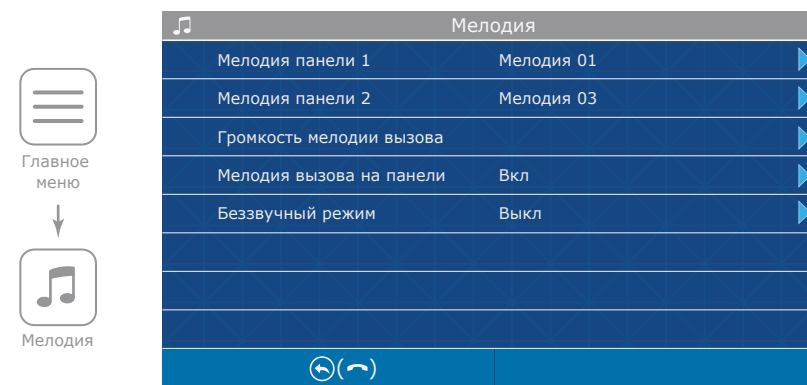 Главное
меню
Мелодия
Мелодия
Мелодия панели 1 Мелодия 01
Мелодия панели 2 Мелодия 03
Громкость мелодии вызова
Мелодия вызова на панели Вкл
Беззвучный режим Выкл